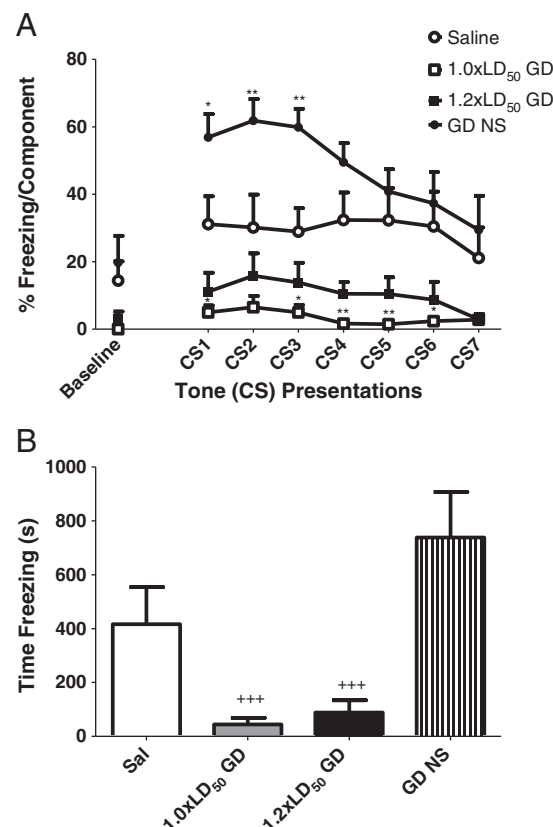 A
Saline
1.0xLD50 GD
1.2xLD50 GD
GD NS
% Freezing/Component
80
60
40
20
0
* ** **
* * ** ** *
Baseline CS1 CS2 CS3 CS4 CS5 CS6 CS7
Tone (CS) Presentations
B
Time Freezing (s)
1000
800
600
400
200
0
+++ +++
Sal 1.0xLD50 GD 1.2xLD50 GD GD NS